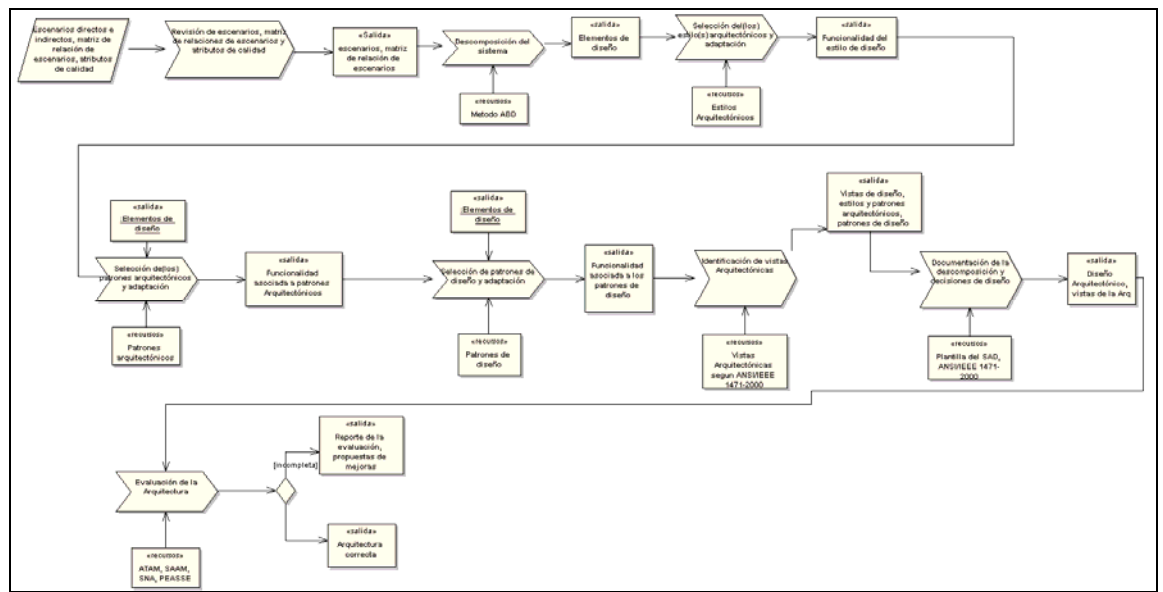 Escenarios directos e
indirectos, matriz de
relación de
escenarios, atributos
de calidad
Revisión de escenarios, matriz
de relaciones de escenarios y
atributos de calidad
«Salida»
escenarios, matriz
de relación de
escenarios
Descomposición del
sistema
«recursos»
Metodo ABD
«salida»
Elementos de
diseño
Selección del(los)
estilo(s)arquitectónicos y
adaptación
«recursos»
Estilos
Arquitectónicos
«salida»
Funcionalidad del
estilo de diseño
«salida»
Elementos de
diseño
Selección de(los)
patrones arquitectónicos
y adaptación
«recursos»
Patrones
arquitectónicos
«salida»
Funcionalidad
asociada a patrones
Arquitectónicos
«salida»
Elementos de
diseño
Selección de patrones de
diseño y adaptación
«recursos»
Patrones de
diseño
«salida»
Funcionalidad
asociada a los
patrones de
diseño
Identificación de vistas
Arquitectónicas
«recursos»
Vistas
Arquitectónicas
segun ANSI/IEEE
1471-2000
«salida»
Vistas de diseño,
estilos y patrones
arquitectónicos,
patrones de diseño
Documentación de la
descomposición y
decisiones de diseño
«recursos»
Plantilla del SAD,
ANSI/IEEE 1471-
2000
«salida»
Diseño
Arquitectónico,
vistas de la Arq
Evaluación de la
Arquitectura
«recursos»
ATAM, SAAM,
SNA, PEASSE
[incompleta]
«salida»
Reporte de la
evaluación,
propuestas de
mejoras
«salida»
Arquitectura
correcta